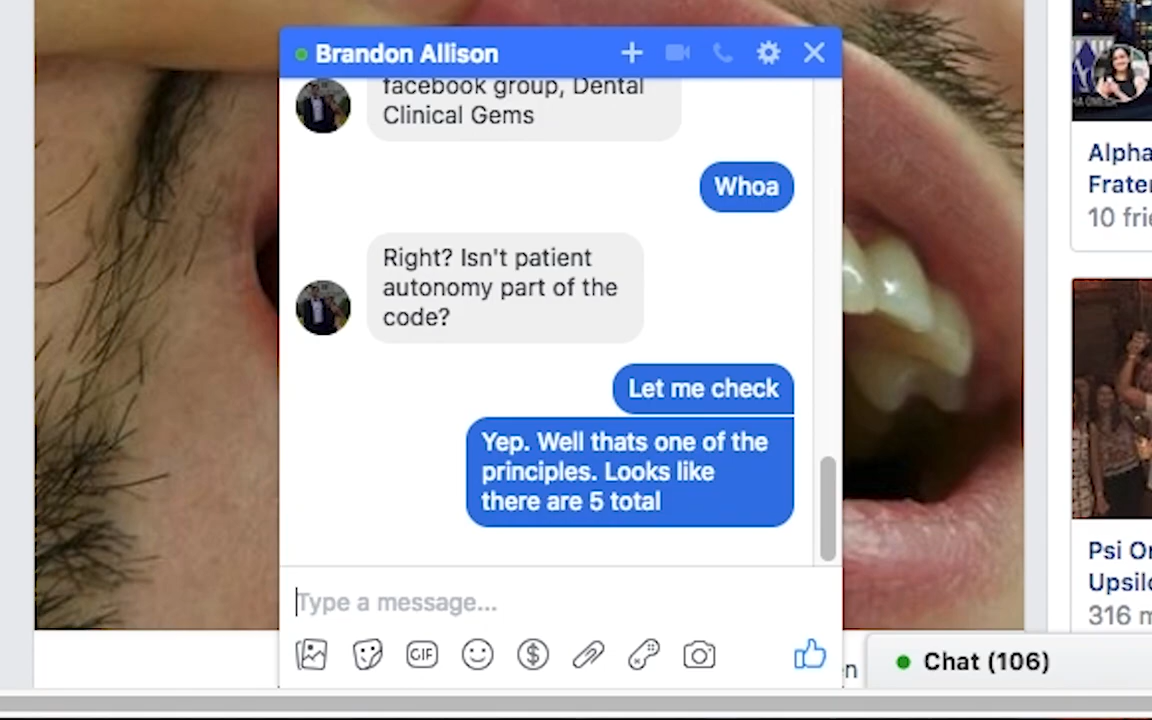 Brandon Allison
facebook group, Dental
Clinical Gems
Whoa
Right? Isn't patient
autonomy part of the
code?
Let me check
Yep. Well thats one of the
principles. Looks like
there are 5 total
Type a message...
GIF
Alpha
Frater
10 frie
Psi Or
Upsilo
316 m
n
Chat (106)